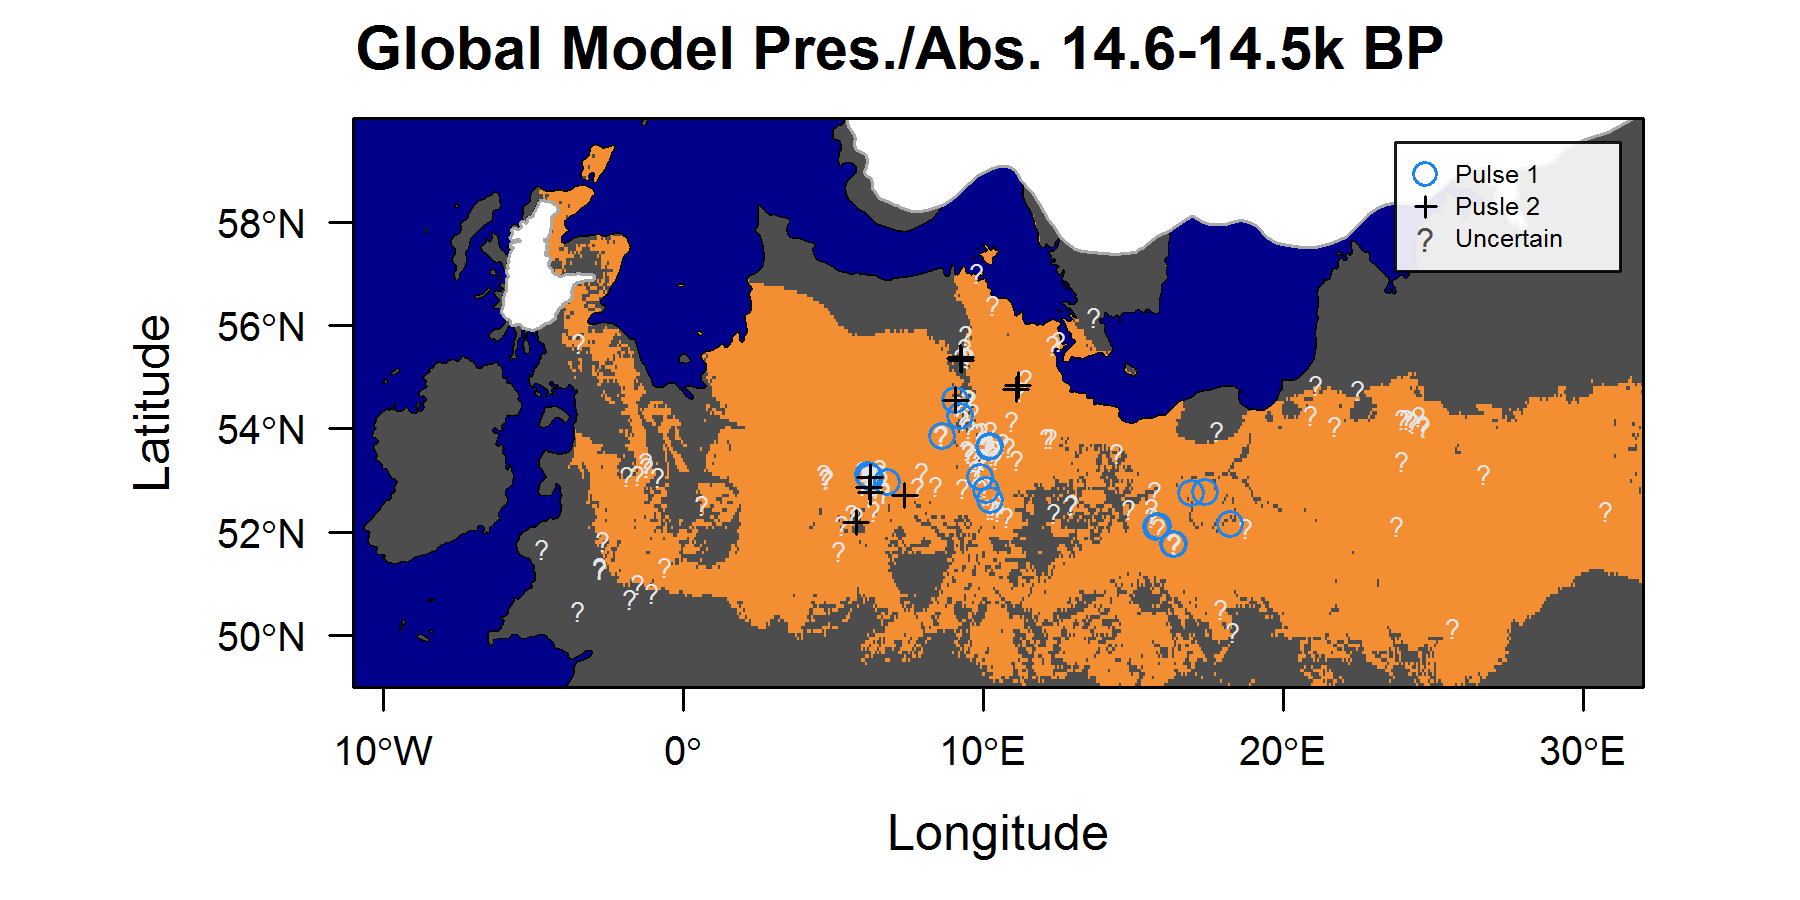 Global Model Pres./Abs. 14.6-14.5k BP
Pulse 1
Pusle 2
? Uncertain
58°N
56°N
54°N
52°N
50°N
Latitude
10°W 0° 10°E 20°E 30°E
Longitude